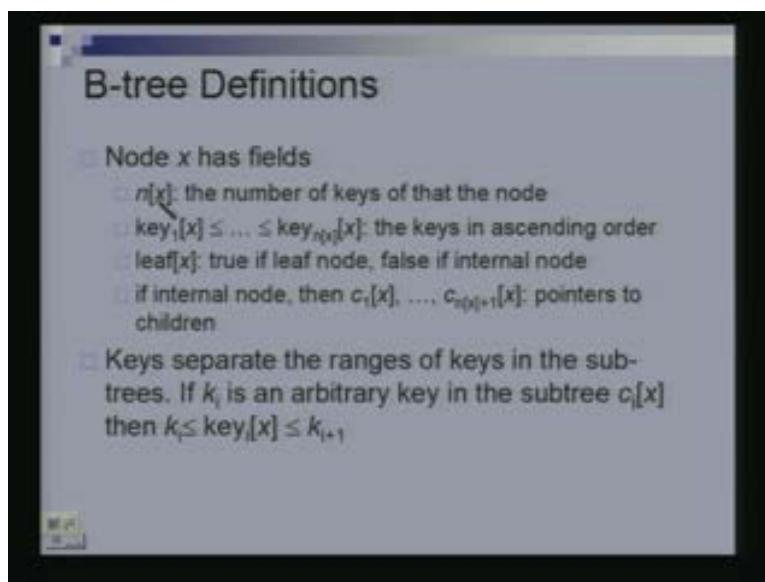 B-tree Definitions
Node x has fields
n[x]: the number of keys of that the node
key₁[x] ≤ … ≤ keyₙ[ₓ][x]: the keys in ascending order
leaf[x]: true if leaf node, false if internal node
if internal node, then c₁[x], …, cₙ[ₓ]₊₁[x]: pointers to
children
Keys separate the ranges of keys in the sub-
trees. If kᵢ is an arbitrary key in the subtree cᵢ[x]
then kᵢ≤ keyᵢ[x] ≤ kᵢ₊₁